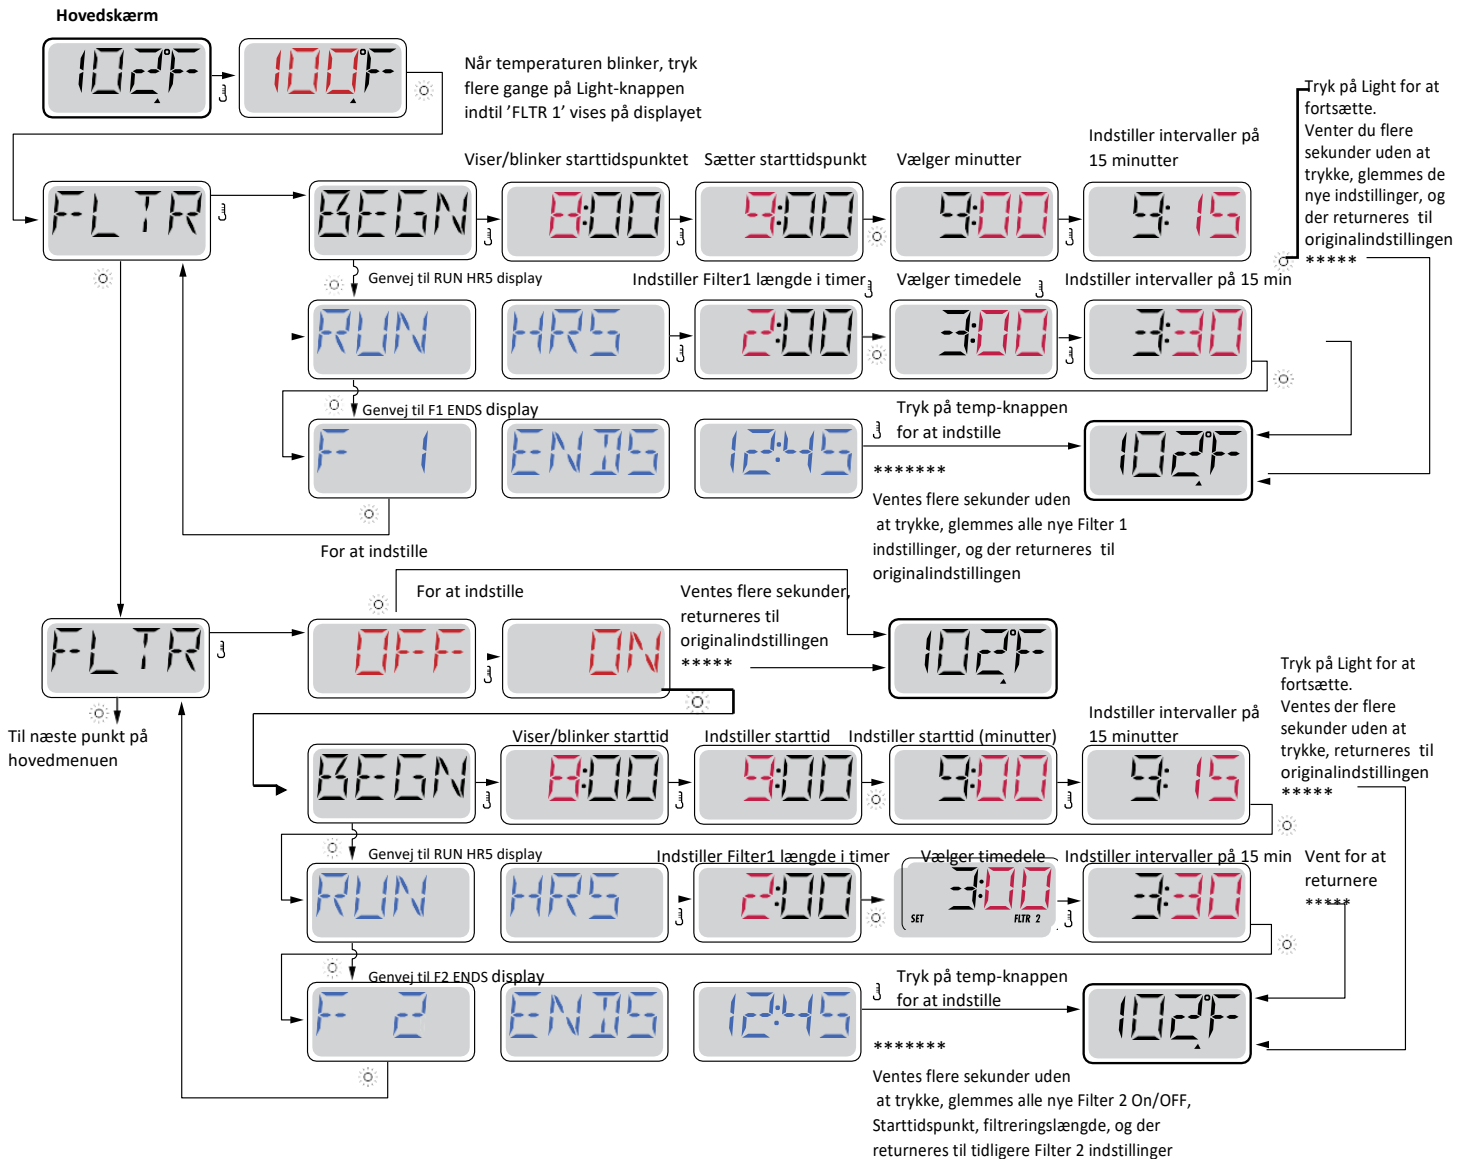 Hovedskærm
102°F
100°F
Når temperaturen blinker, tryk
flere gange på Light-knappen
indtil ’FLTR 1’ vises på displayet
Tryk på Light for at
fortsætte.
Venter du flere
sekunder uden at
trykke, glemmes de
nye indstillinger, og
der returneres til
originalindstillingen
*****
Viser/blinker starttidspunktet
Sætter starttidspunkt
Vælger minutter
Indstiller intervaller på
15 minutter
FLTR
BEGN
8:00
9:00
9:00
9:15
Genvej til RUN HR5 display
Indstiller Filter1 længde i timer
Vælger timedele
Indstiller intervaller på 15 min
RUN
HRS
2:00
3:00
3:30
Genvej til F1 ENDS display
Tryk på temp-knappen
for at indstille
F 1
ENDS
12:45
102°F
*******
Ventes flere sekunder uden
at trykke, glemmes alle nye Filter 1
indstillinger, og der returneres til
originalindstillingen
For at indstille
For at indstille
Ventes flere sekunder,
returneres til
originalindstillingen
*****
FLTR
OFF
ON
102°F
Til næste punkt på
hovedmenuen
Tryk på Light for at
fortsætte.
Ventes der flere
sekunder uden at
trykke, returneres til
originalindstillingen
*****
Viser/blinker starttid
Indstiller starttid
Indstiller starttid (minutter)
Indstiller intervaller på
15 minutter
BEGN
8:00
9:00
9:00
9:15
Genvej til RUN HR5 display
Indstiller Filter1 længde i timer
Vælger timedele
Indstiller intervaller på 15 min
Vent for at
returnere
*****
RUN
HRS
2:00
3:00
SET
FLTR 2
3:30
Genvej til F2 ENDS display
Tryk på temp-knappen
for at indstille
F 2
ENDS
12:45
102°F
*******
Ventes flere sekunder uden
at trykke, glemmes alle nye Filter 2 On/OFF,
Starttidspunkt, filtreringslængde, og der
returneres til tidligere Filter 2 indstillinger